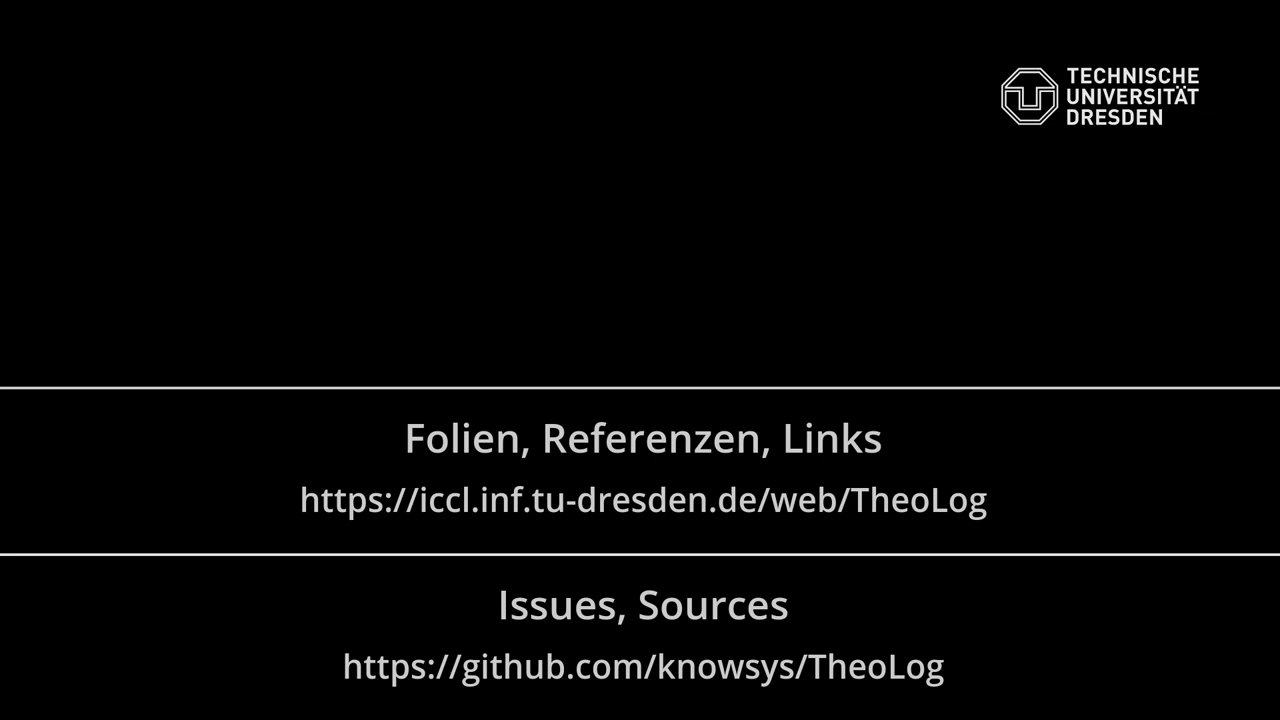 TECHNISCHE
UNIVERSITÄT
DRESDEN
Folien, Referenzen, Links
https://iccl.inf.tu-dresden.de/web/TheoLog
Issues, Sources
https://github.com/knowsys/TheoLog